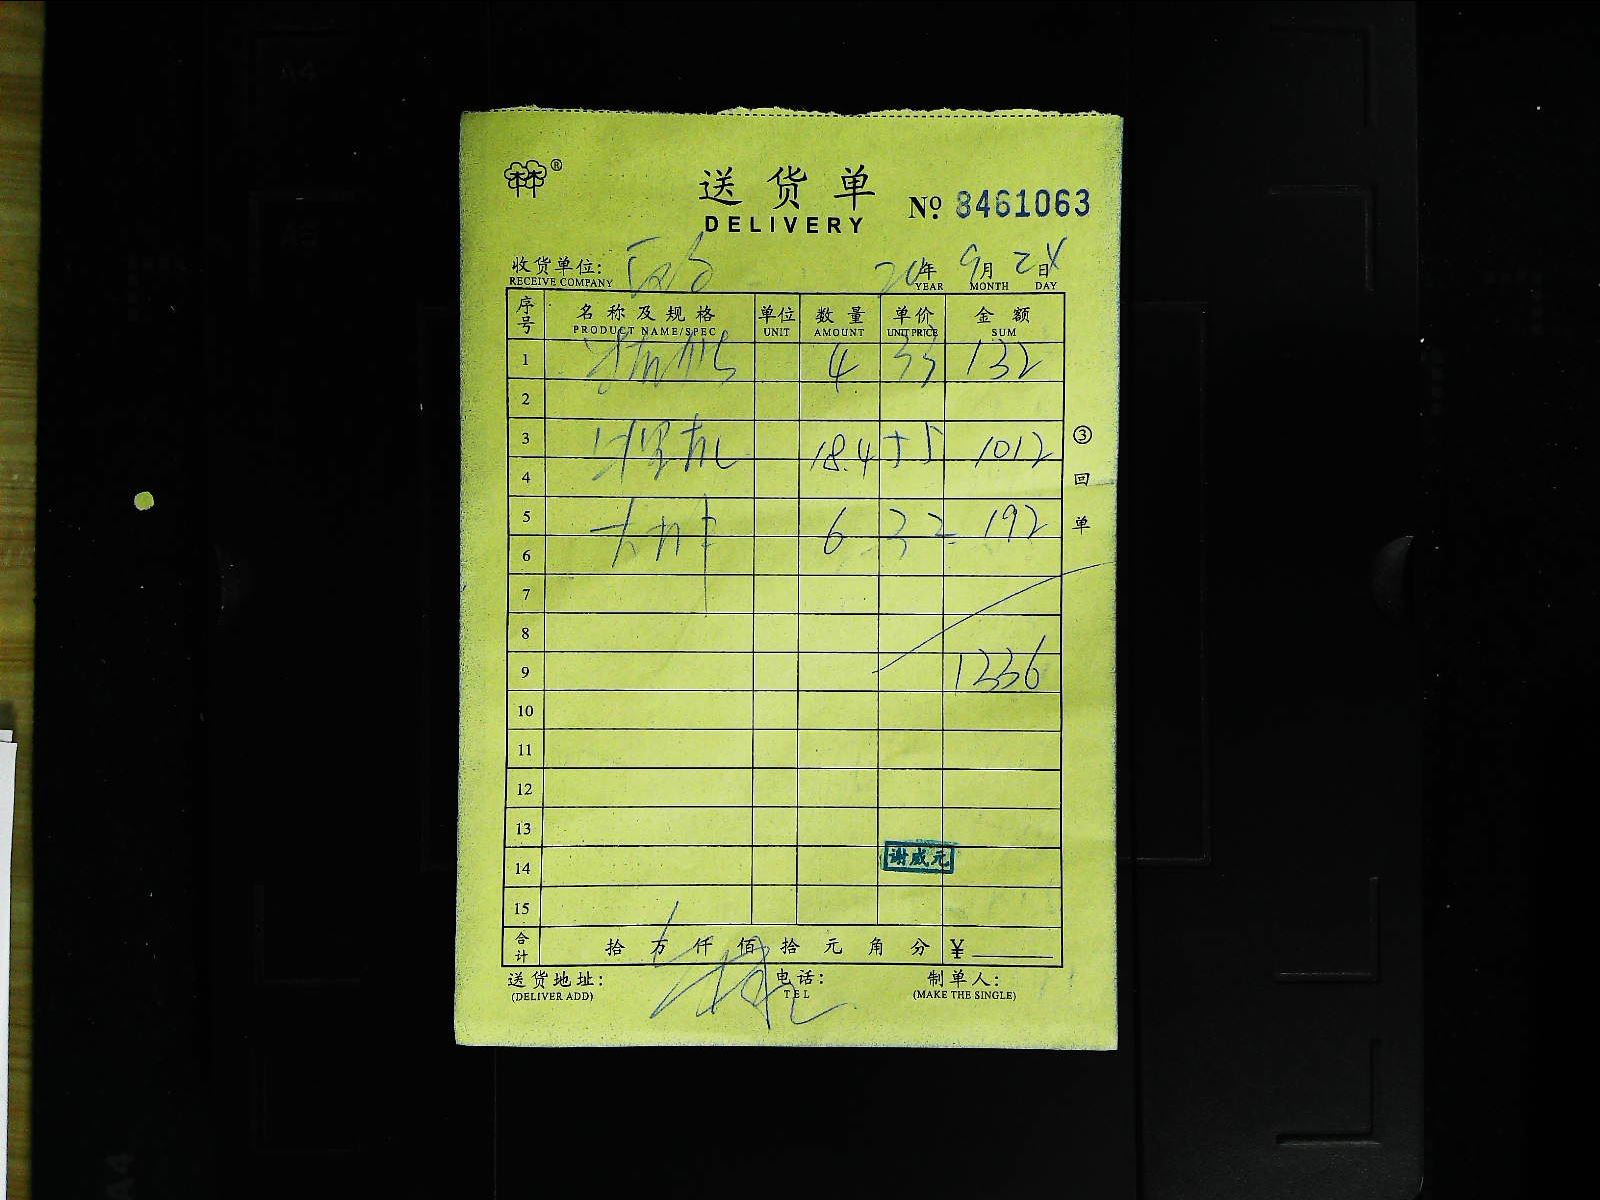 送货单
DELIVERY
№ 8461063
收货单位:
RECEIVE COMPANY
20年 9月 24日
YEAR MONTH DAY
序号 名称及规格 单位 数量 单价 金额
PRODUCT NAME/SPEC UNIT AMOUNT UNIT PRICE SUM
1 4 33 132
2
3 18.4 55 1012
4
5 6 32 192
6
7
8
9 1336
10
11
12
13
14 谢威元
15
合计 拾 万 仟 佰 拾 元 角 分 ¥
送货地址: 电话: 制单人:
(DELIVER ADD) TEL (MAKE THE SINGLE)
③回单